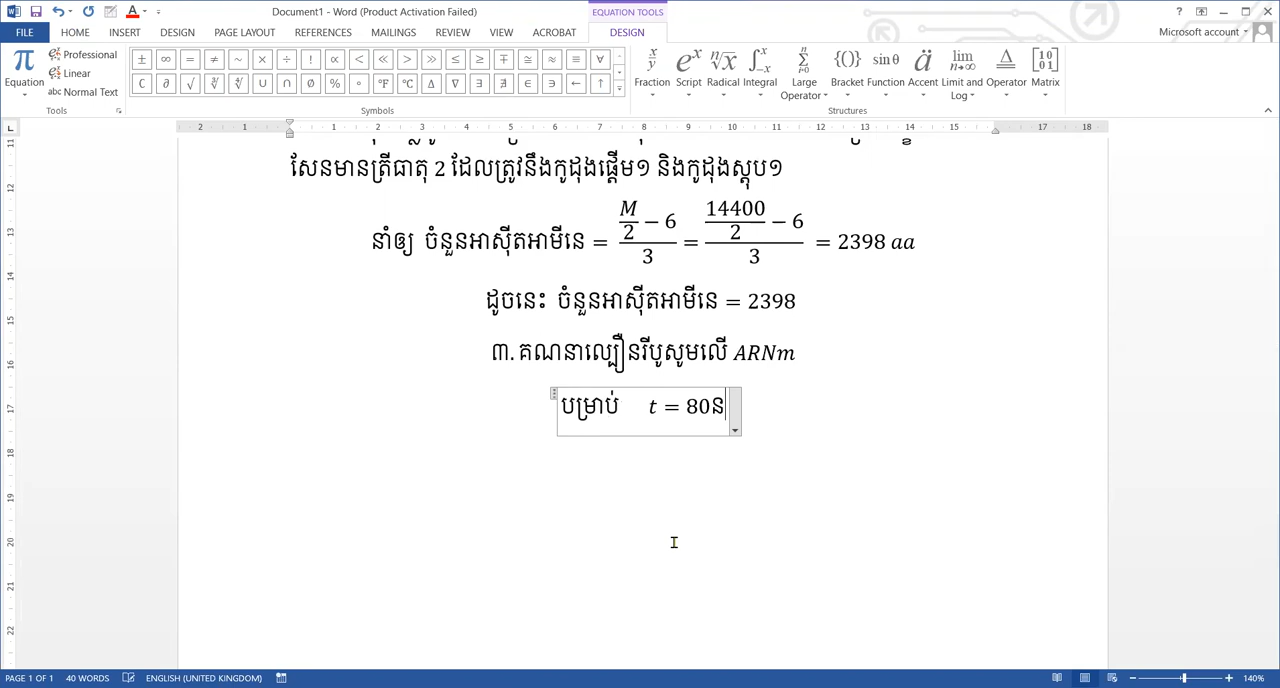 Document1 - Word (Product Activation Failed)
EQUATION TOOLS
FILE HOME INSERT DESIGN PAGE LAYOUT REFERENCES MAILINGS REVIEW VIEW ACROBAT DESIGN Microsoft account
Equation
Professional
Linear
abc Normal Text
Tools
± ∞ = ≠ ~ × ÷ ! ∝ < ≪ > ≫ ≤ ≥ ∓ ≅ ≈ ≡ ∀
∁ ∂ √ ∛ ∜ ∪ ∩ ∅ % ° °F °C ∆ ∇ ∃ ∄ ∈ ∋ ← ↑
Symbols
Fraction Script Radical Integral Large Operator Bracket Function Accent Limit and Log Operator Matrix
Structures
សែនមានត្រីធាតុ 2 ដែលត្រូវនឹងកូដុងផ្តើម១ និងកូដុងស្តុប១
នាំឲ្យ ចំនួនអាស៊ីតអាមីនេ = (M/2 − 6)/3 = (14400/2 − 6)/3 = 2398 aa
ដូចនេះ ចំនួនអាស៊ីតអាមីនេ = 2398
៣. គណនាល្បឿនរីបូសូមលើ ARNm
បម្រាប់ t = 80ន
PAGE 1 OF 1 40 WORDS ENGLISH (UNITED KINGDOM) 140%